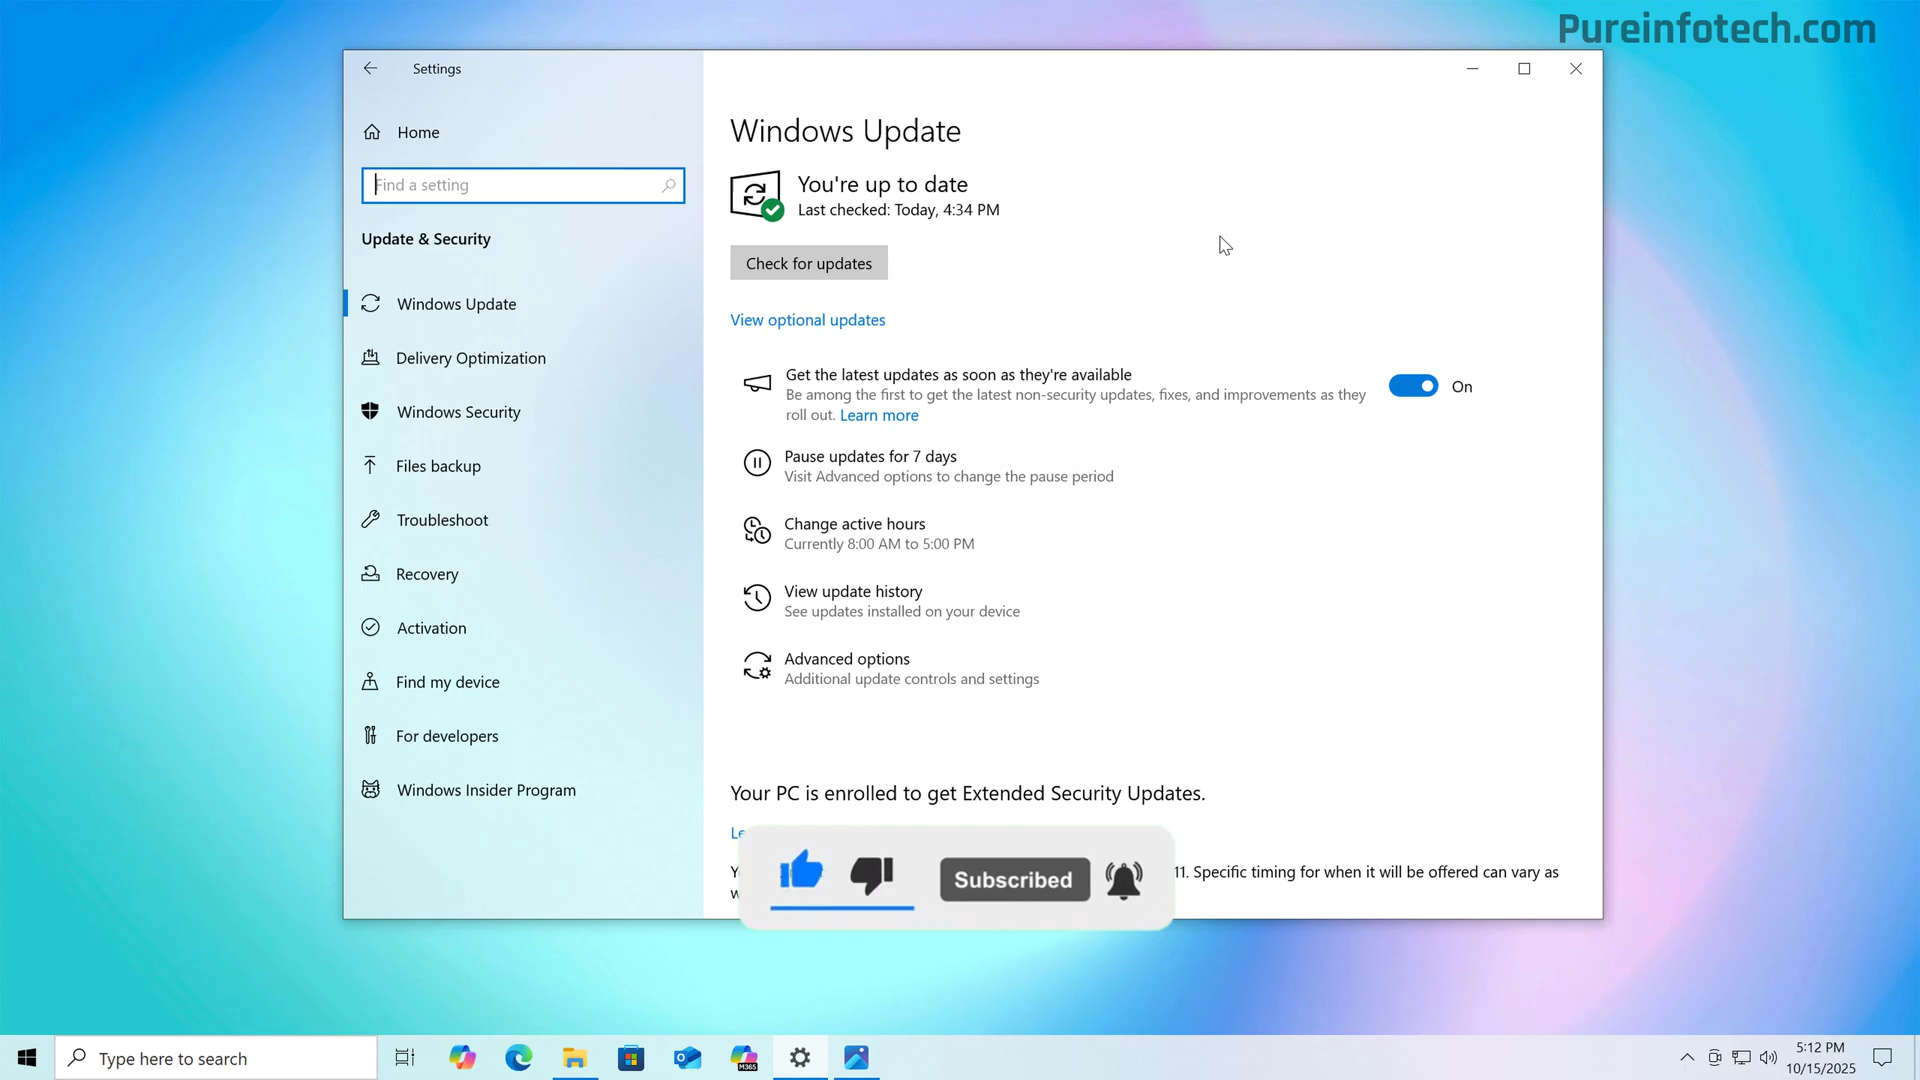 Pureinfotech.com
Settings
Home
Find a setting
Update & Security
Windows Update
Delivery Optimization
Windows Security
Files backup
Troubleshoot
Recovery
Activation
Find my device
For developers
Windows Insider Program
Windows Update
You're up to date
Last checked: Today, 4:34 PM
Check for updates
View optional updates
Get the latest updates as soon as they're available
Be among the first to get the latest non-security updates, fixes, and improvements as they
roll out. Learn more
On
Pause updates for 7 days
Visit Advanced options to change the pause period
Change active hours
Currently 8:00 AM to 5:00 PM
View update history
See updates installed on your device
Advanced options
Additional update controls and settings
Your PC is enrolled to get Extended Security Updates.
11. Specific timing for when it will be offered can vary as
Subscribed
Type here to search
M365
5:12 PM
10/15/2025